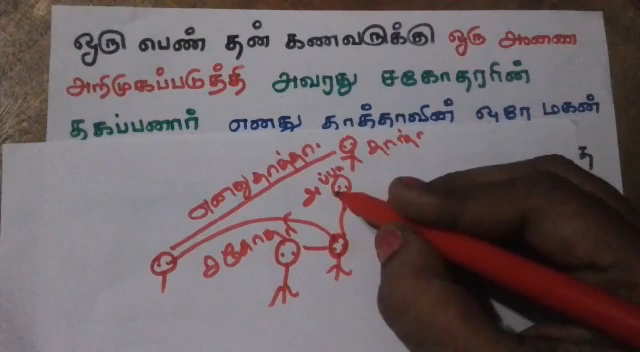 ஒரு பெண் தன் கணவருக்கு ஒரு ஆணை
அறிமுகப்படுத்தி அவரது சகோதரரின்
தகப்பனார் எனது தாத்தாவின் ஒரே மகன்
த
தாத்தா
எனது தாத்தா
அப்பா
சகோதரர்